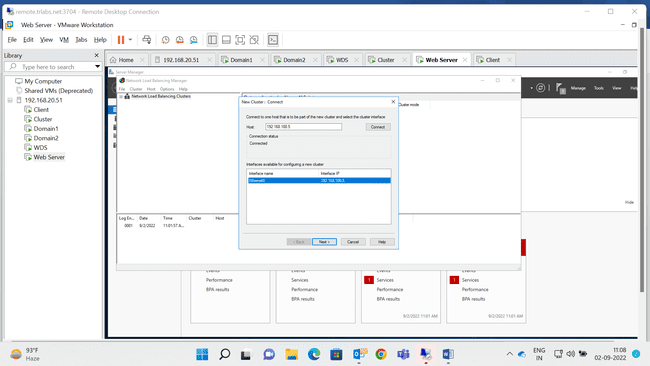 remote.trlabs.net:3704 - Remote Desktop Connection
Web Server - VMware Workstation
File Edit View VM Tabs Help
Library
Type here to search
My Computer
Shared VMs (Deprecated)
192.168.20.51
Client
Cluster
Domain1
Domain2
WDS
Web Server
Home 192.168.20.51 Domain1 Domain2 WDS Cluster Web Server Client
Server Manager
Manage Tools View
Network Load Balancing Manager
File Cluster Host Options Help
Network Load Balancing Clusters
Cluster mode
New Cluster : Connect
Connect to one host that is to be part of the new cluster and select the cluster interface
Host: 192.168.100.5 Connect
Connection status
Connected
Interfaces available for configuring a new cluster
Interface name Interface IP
Ethernet0 192.168.100.5
< Back Next > Cancel Help
Log En... Date Time Cluster Host
0001 9/2/2022 11:01:57 A...
Hide
Events
Performance
BPA results
Events
Services
Performance
BPA results
1 Services
Performance
BPA results
9/2/2022 11:01 AM
1 Services
Performance
BPA results
9/2/2022 11:01 AM
93°F
Haze
ENG
IN
11:08
02-09-2022